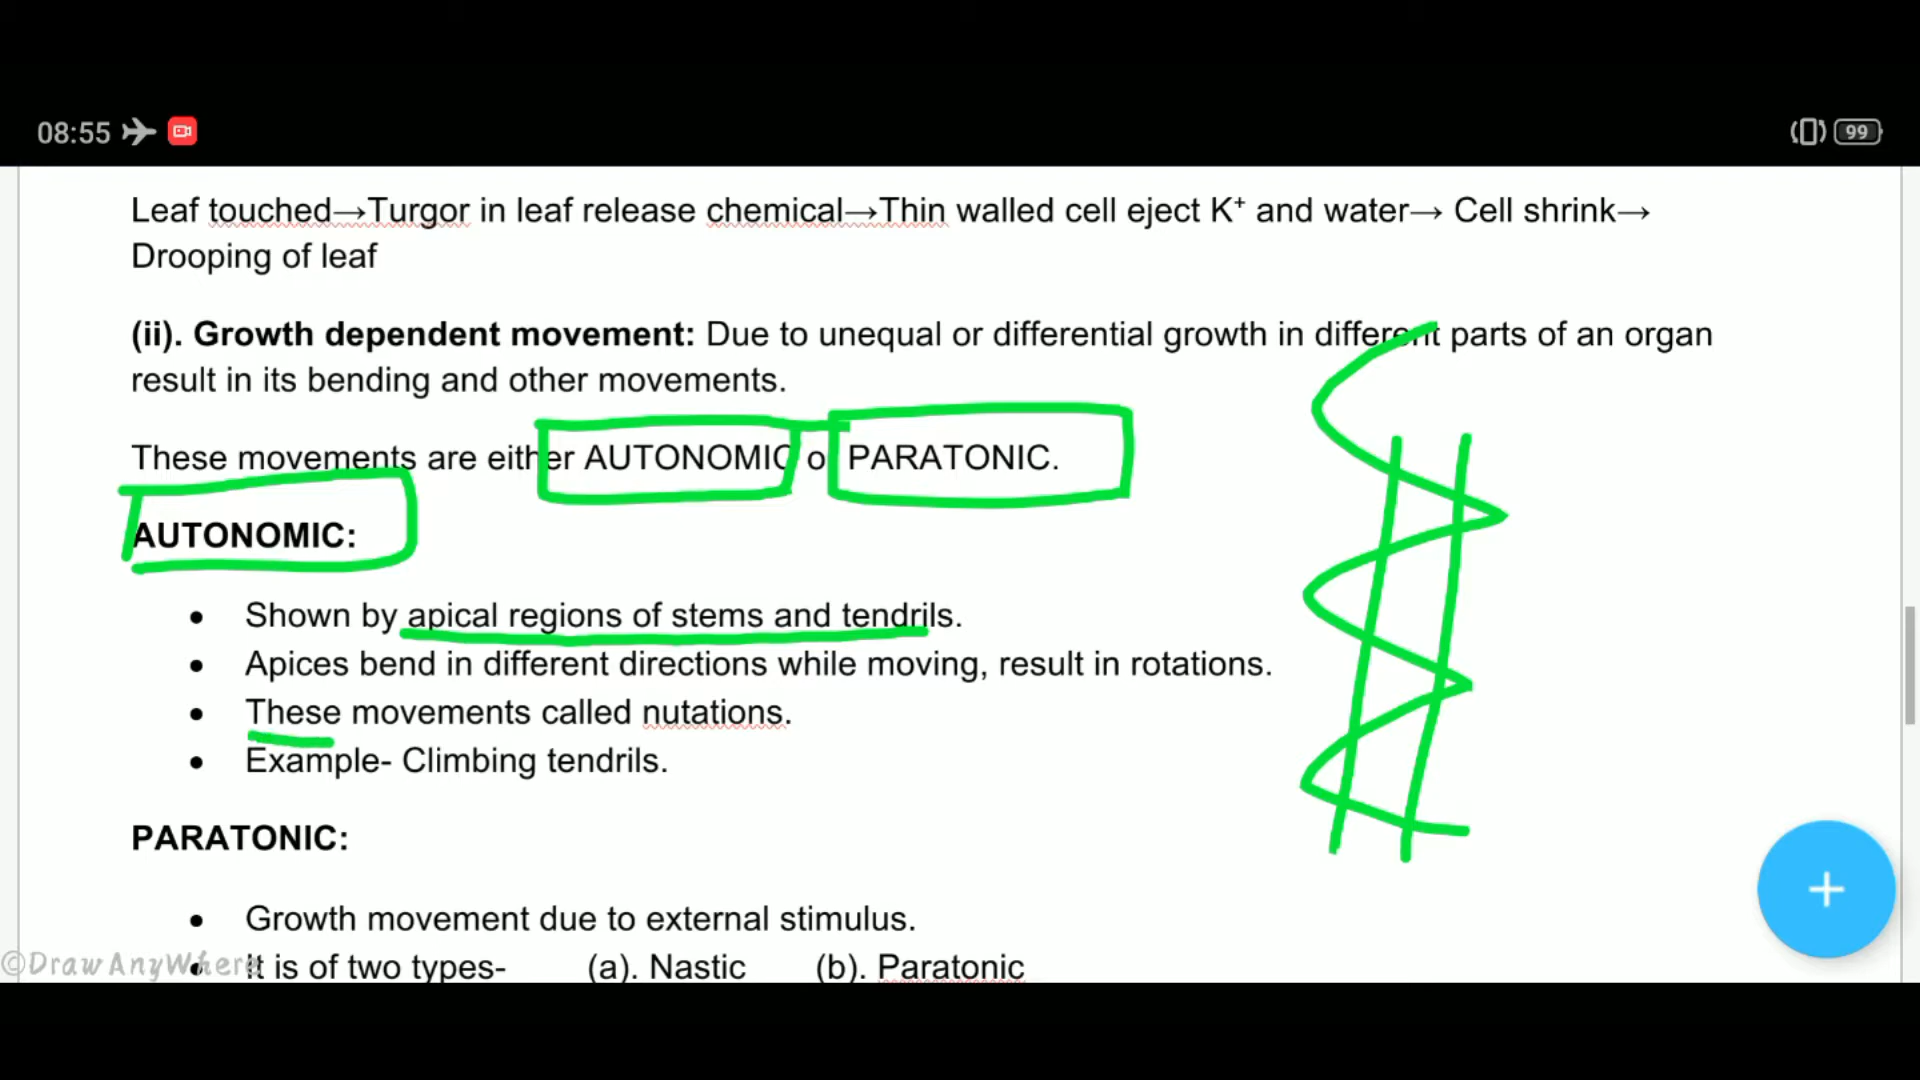 08:55
99
Leaf touched→Turgor in leaf release chemical→Thin walled cell eject K⁺ and water→ Cell shrink→
Drooping of leaf
(ii). Growth dependent movement: Due to unequal or differential growth in different parts of an organ
result in its bending and other movements.
These movements are either AUTONOMIC or PARATONIC.
AUTONOMIC:
• Shown by apical regions of stems and tendrils.
• Apices bend in different directions while moving, result in rotations.
• These movements called nutations.
• Example- Climbing tendrils.
PARATONIC:
• Growth movement due to external stimulus.
• It is of two types- (a). Nastic (b). Paratonic
©DrawAnyWhere